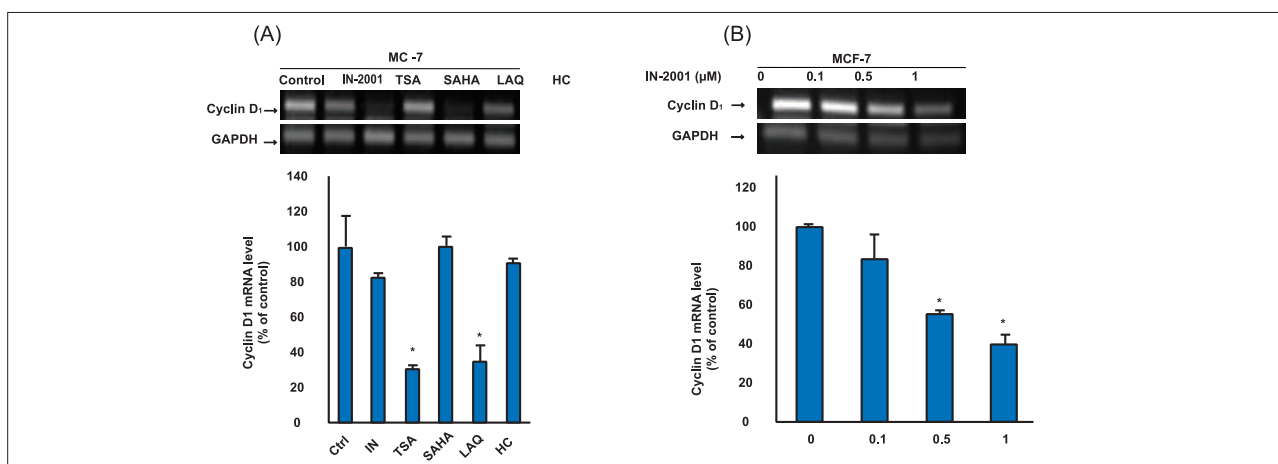 (A)
MC -7
Control IN-2001 TSA SAHA LAQ HC
Cyclin D₁
GAPDH
140
120
100
80
60
40
20
0
Cyclin D1 mRNA level
(% of control)
*
*
Ctrl IN TSA SAHA LAQ HC
(B)
MCF-7
IN-2001 (μM) 0 0.1 0.5 1
Cyclin D₁
GAPDH
120
100
80
60
40
20
0
Cyclin D1 mRNA level
(% of control)
*
*
0 0.1 0.5 1